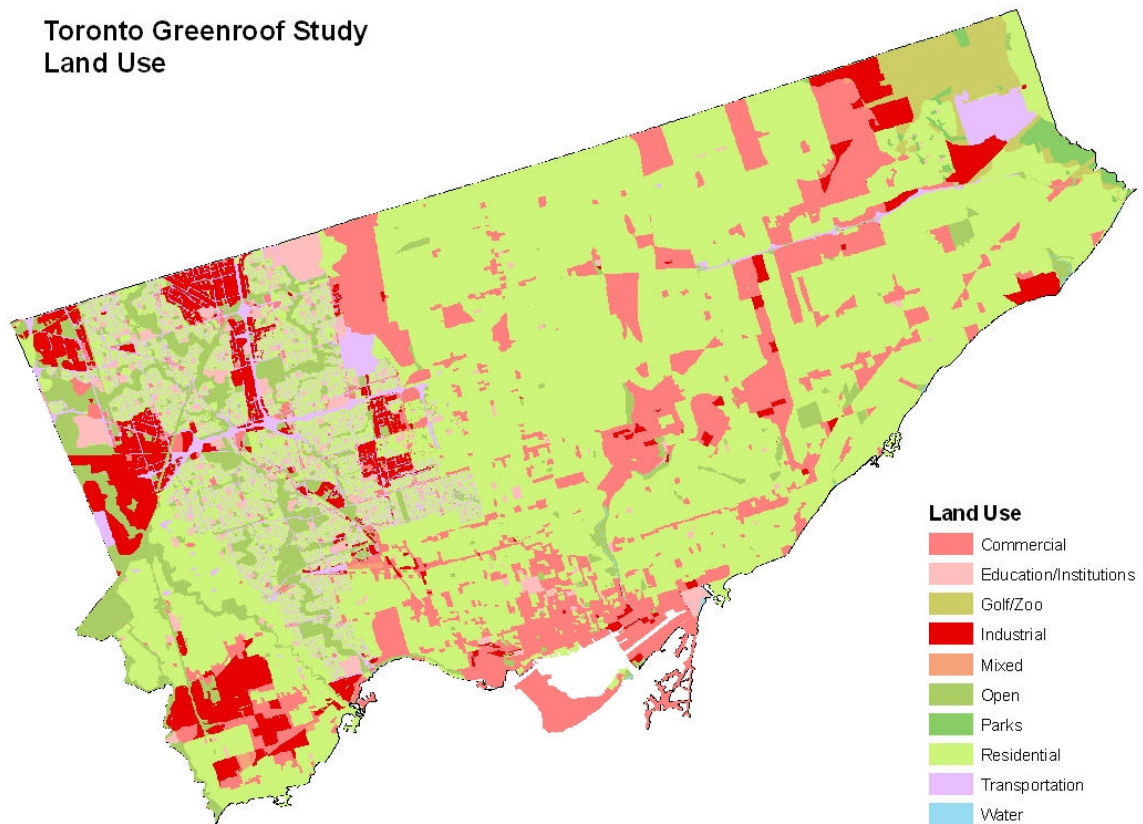 Toronto Greenroof Study
Land Use
Land Use
Commercial
Education/Institutions
Golf/Zoo
Industrial
Mixed
Open
Parks
Residential
Transportation
Water